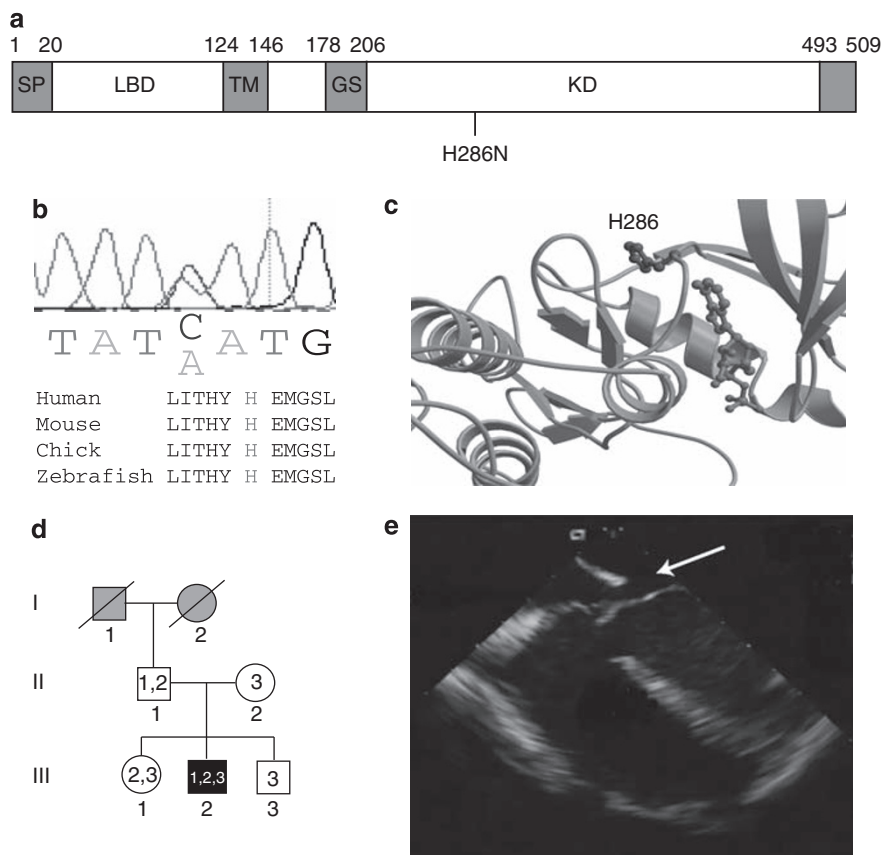 a
1 20 124 146 178 206 493 509
SP LBD TM GS KD
H286N
b
T A T C A T G
A
Human LITHY H EMGSL
Mouse LITHY H EMGSL
Chick LITHY H EMGSL
Zebrafish LITHY H EMGSL
c
H286
d
I
1 2
II
1,2 3
1 2
III
2,3 1,2,3 3
1 2 3
e